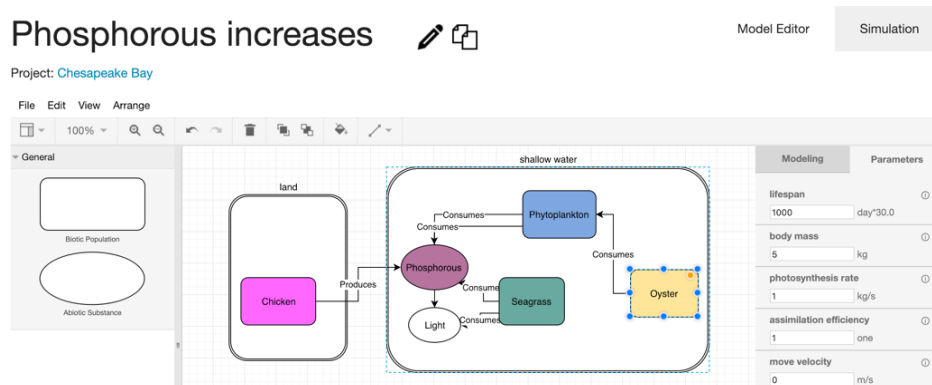 Phosphorous increases
Model Editor
Simulation
Project: Chesapeake Bay
File Edit View Arrange
100%
General
Biotic Population
Abiotic Substance
land
Chicken
Produces
shallow water
Consumes
Consumes
Phytoplankton
Consumes
Phosphorous
Consume
Seagrass
Oyster
Light
Consumes
Modeling
Parameters
lifespan
1000 day*30.0
body mass
5 kg
photosynthesis rate
1 kg/s
assimilation efficiency
1 one
move velocity
0 m/s